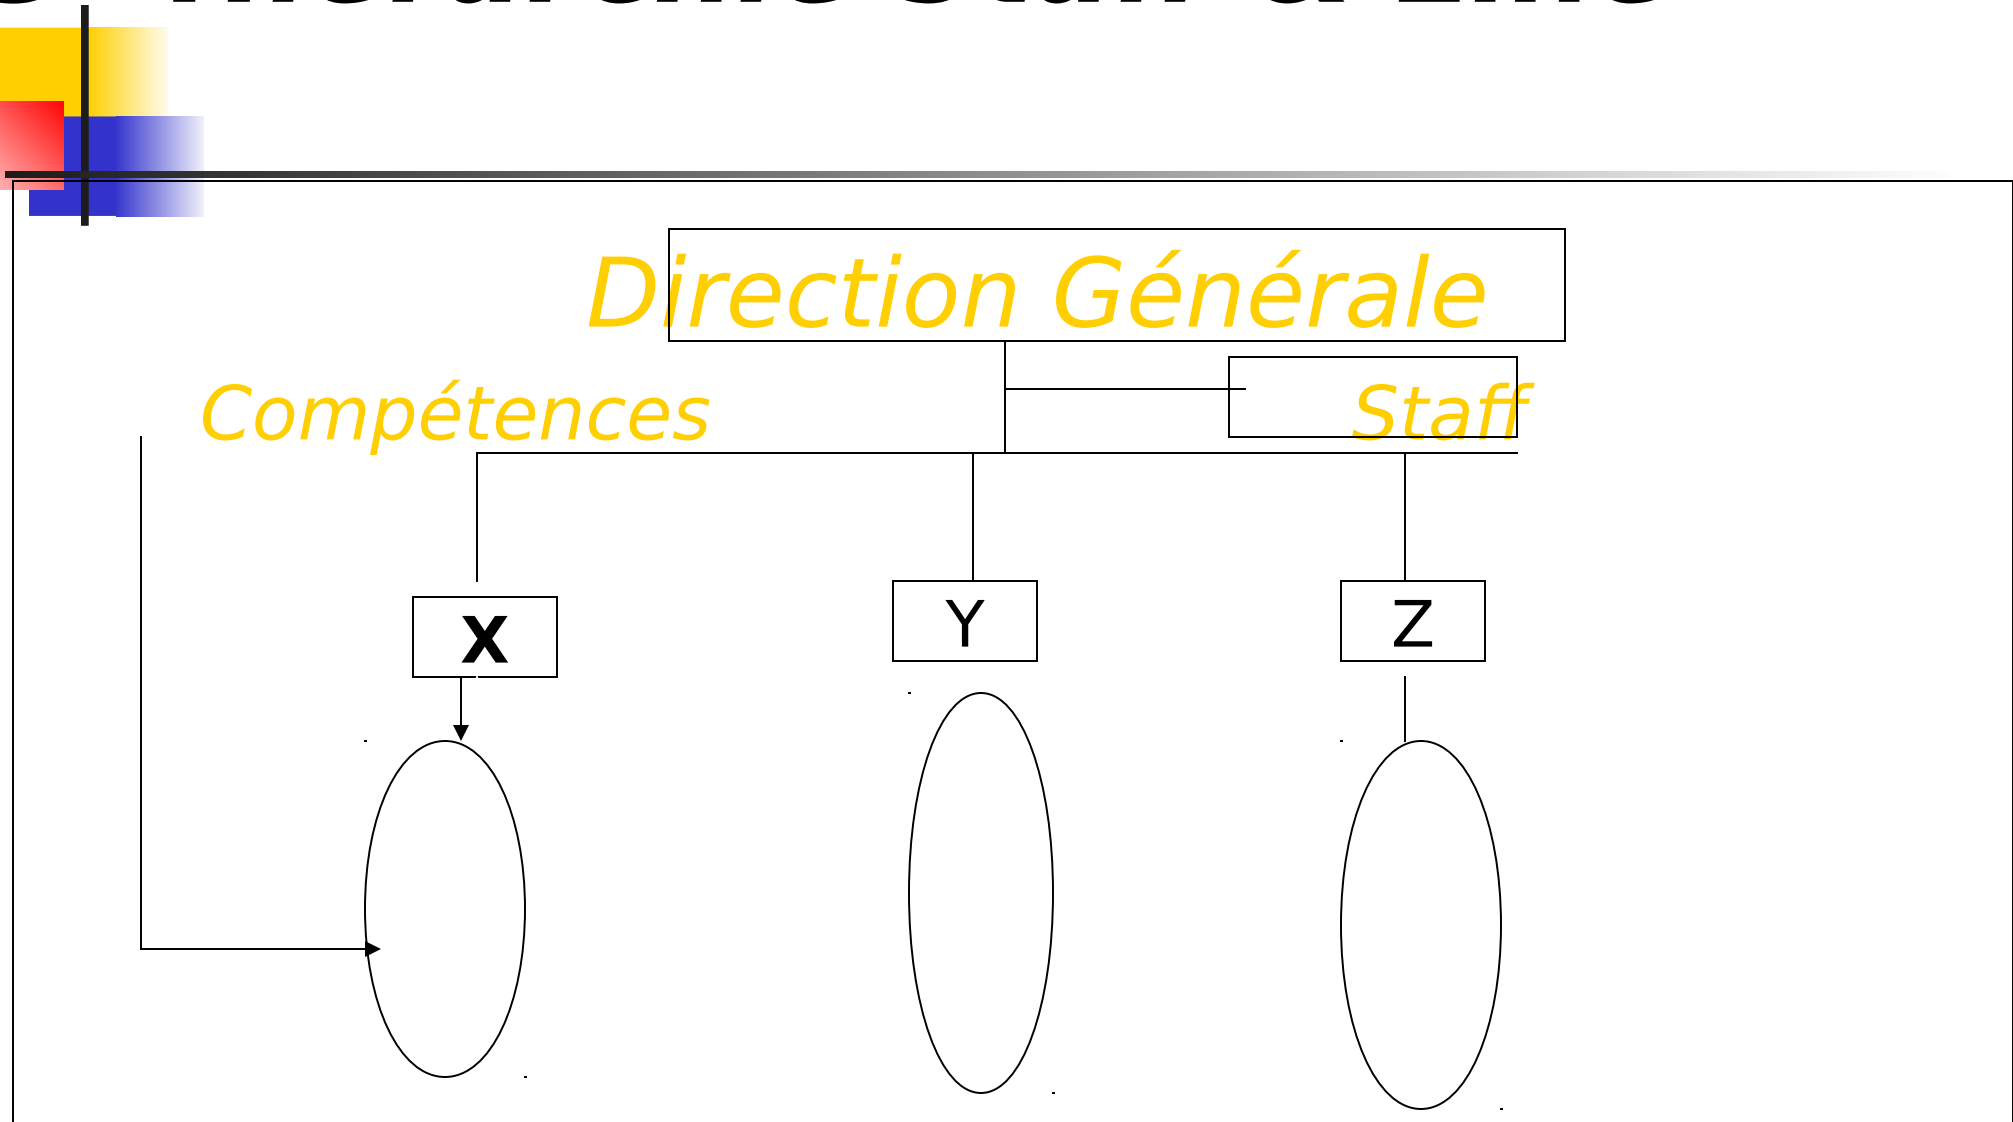 Direction Générale
Compétences Staff
X Y Z